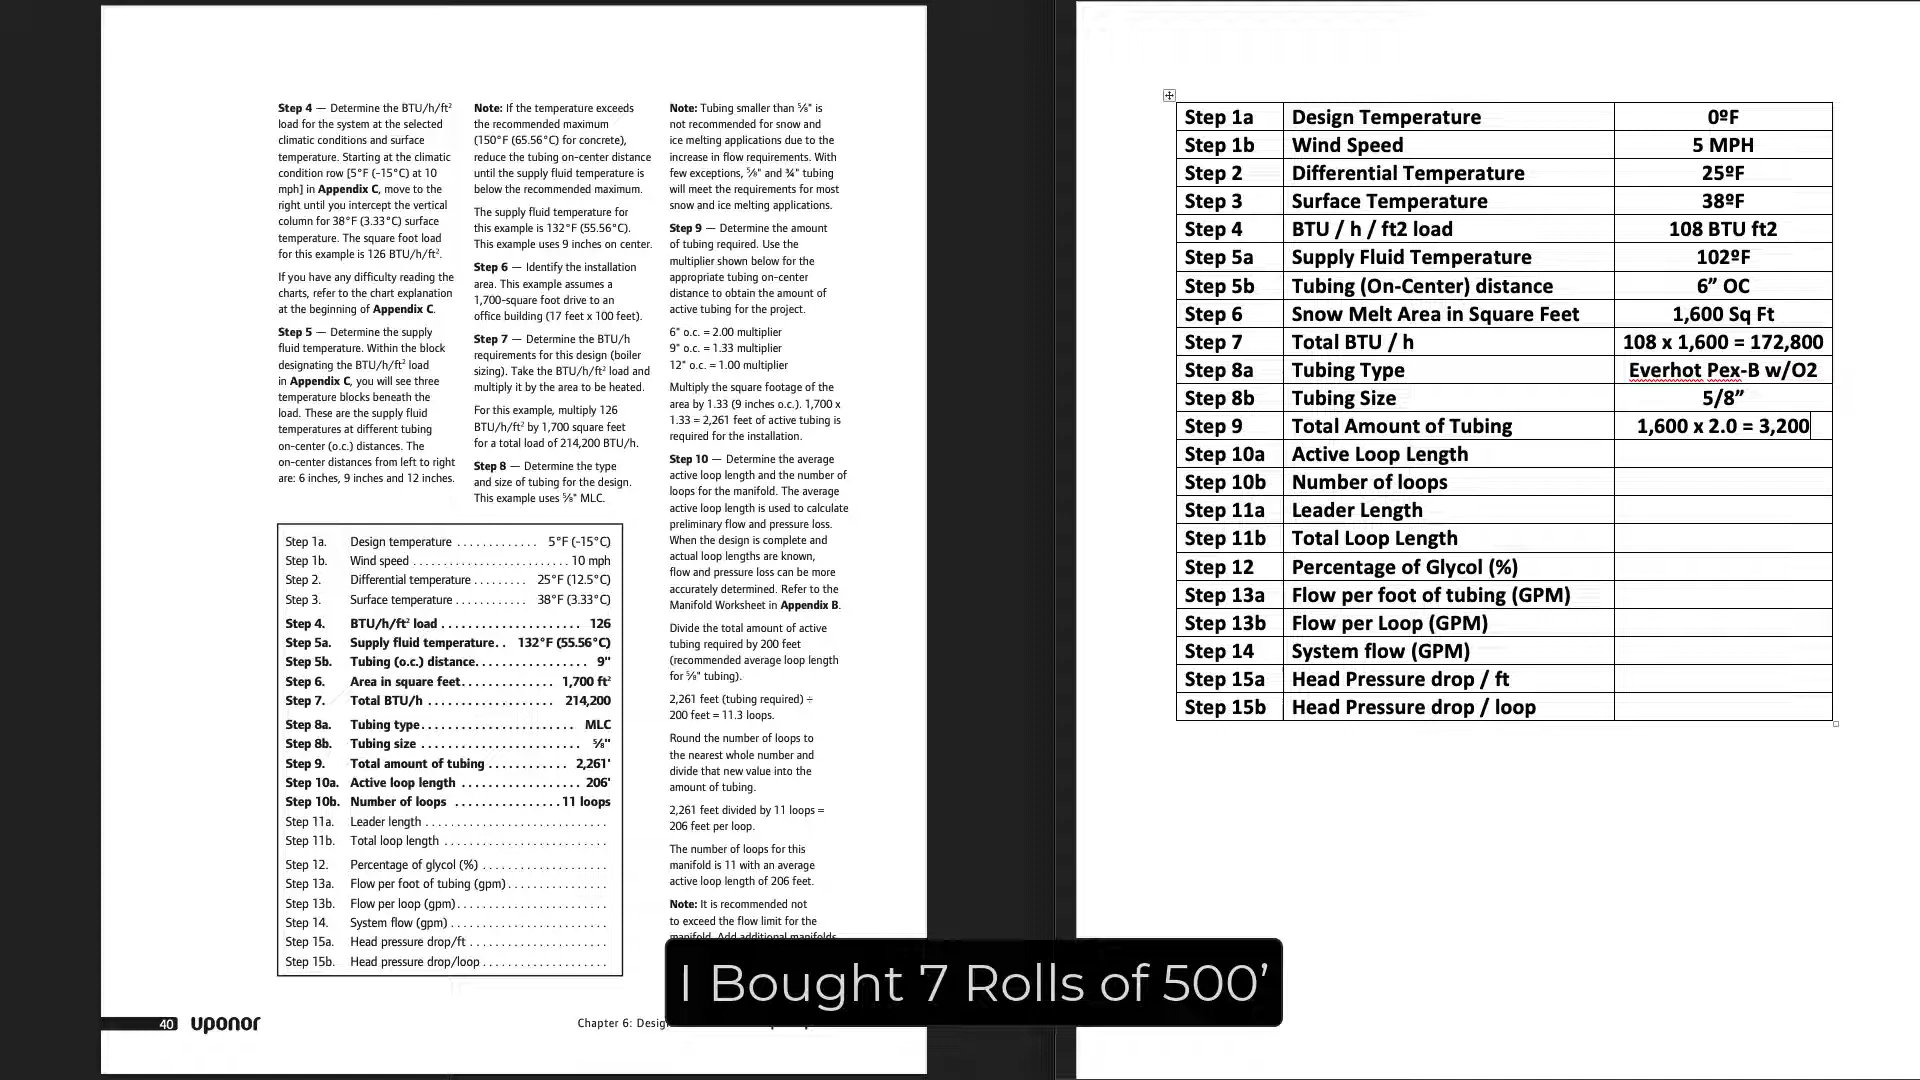 Step 4 — Determine the BTU/h/ft²
load for the system at the selected
climatic conditions and surface
temperature. Starting at the climatic
condition row [5°F (-15°C) at 10
mph] in Appendix C, move to the
right until you intercept the vertical
column for 38°F (3.33°C) surface
temperature. The square foot load
for this example is 126 BTU/h/ft².
If you have any difficulty reading the
charts, refer to the chart explanation
at the beginning of Appendix C.
Step 5 — Determine the supply
fluid temperature. Within the block
designating the BTU/h/ft² load
in Appendix C, you will see three
temperature blocks beneath the
load. These are the supply fluid
temperatures at different tubing
on-center (o.c.) distances. The
on-center distances from left to right
are: 6 inches, 9 inches and 12 inches.
Note: If the temperature exceeds
the recommended maximum
(150°F (65.56°C) for concrete),
reduce the tubing on-center distance
until the supply fluid temperature is
below the recommended maximum.
The supply fluid temperature for
this example is 132°F (55.56°C).
This example uses 9 inches on center.
Step 6 — Identify the installation
area. This example assumes a
1,700-square foot drive to an
office building (17 feet x 100 feet).
Step 7 — Determine the BTU/h
requirements for this design (boiler
sizing). Take the BTU/h/ft² load and
multiply it by the area to be heated.
For this example, multiply 126
BTU/h/ft² by 1,700 square feet
for a total load of 214,200 BTU/h.
Step 8 — Determine the type
and size of tubing for the design.
This example uses ⅝" MLC.
Note: Tubing smaller than ⅝" is
not recommended for snow and
ice melting applications due to the
increase in flow requirements. With
few exceptions, ⅝" and ¾" tubing
will meet the requirements for most
snow and ice melting applications.
Step 9 — Determine the amount
of tubing required. Use the
multiplier shown below for the
appropriate tubing on-center
distance to obtain the amount of
active tubing for the project.
6" o.c. = 2.00 multiplier
9" o.c. = 1.33 multiplier
12" o.c. = 1.00 multiplier
Multiply the square footage of the
area by 1.33 (9 inches o.c.). 1,700 x
1.33 = 2,261 feet of active tubing is
required for the installation.
Step 10 — Determine the average
active loop length and the number of
loops for the manifold. The average
active loop length is used to calculate
preliminary flow and pressure loss.
When the design is complete and
actual loop lengths are known,
flow and pressure loss can be more
accurately determined. Refer to the
Manifold Worksheet in Appendix B.
Divide the total amount of active
tubing required by 200 feet
(recommended average loop length
for ⅝" tubing).
2,261 feet (tubing required) ÷
200 feet = 11.3 loops.
Round the number of loops to
the nearest whole number and
divide that new value into the
amount of tubing.
2,261 feet divided by 11 loops =
206 feet per loop.
The number of loops for this
manifold is 11 with an average
active loop length of 206 feet.
Note: It is recommended not
to exceed the flow limit for the
manifold. Add additional manifolds
Step 1a. Design temperature . . . . . . . . . . . . . 5°F (-15°C)
Step 1b. Wind speed . . . . . . . . . . . . . . . . . . . . . . . . . 10 mph
Step 2. Differential temperature . . . . . . . . . 25°F (12.5°C)
Step 3. Surface temperature . . . . . . . . . . . . 38°F (3.33°C)
Step 4. BTU/h/ft² load . . . . . . . . . . . . . . . . . . . . . 126
Step 5a. Supply fluid temperature. . 132°F (55.56°C)
Step 5b. Tubing (o.c.) distance. . . . . . . . . . . . . . . . 9"
Step 6. Area in square feet. . . . . . . . . . . . . 1,700 ft²
Step 7. Total BTU/h . . . . . . . . . . . . . . . . . . . 214,200
Step 8a. Tubing type. . . . . . . . . . . . . . . . . . . . . . MLC
Step 8b. Tubing size . . . . . . . . . . . . . . . . . . . . . . . ⅝"
Step 9. Total amount of tubing . . . . . . . . . . . . 2,261'
Step 10a. Active loop length . . . . . . . . . . . . . . . . . . 206'
Step 10b. Number of loops . . . . . . . . . . . . . . . . 11 loops
Step 11a. Leader length . . . . . . . . . . . . . . . . . . . . . . . . . . . .
Step 11b. Total loop length . . . . . . . . . . . . . . . . . . . . . . . . . .
Step 12. Percentage of glycol (%) . . . . . . . . . . . . . . . . . . . .
Step 13a. Flow per foot of tubing (gpm) . . . . . . . . . . . . . . . .
Step 13b. Flow per loop (gpm). . . . . . . . . . . . . . . . . . . . . . . .
Step 14. System flow (gpm) . . . . . . . . . . . . . . . . . . . . . . . . .
Step 15a. Head pressure drop/ft . . . . . . . . . . . . . . . . . . . . . .
Step 15b. Head pressure drop/loop . . . . . . . . . . . . . . . . . . . .
40 uponor
Chapter 6: Desig
Step 1a Design Temperature 0ºF
Step 1b Wind Speed 5 MPH
Step 2 Differential Temperature 25ºF
Step 3 Surface Temperature 38ºF
Step 4 BTU / h / ft2 load 108 BTU ft2
Step 5a Supply Fluid Temperature 102ºF
Step 5b Tubing (On-Center) distance 6” OC
Step 6 Snow Melt Area in Square Feet 1,600 Sq Ft
Step 7 Total BTU / h 108 x 1,600 = 172,800
Step 8a Tubing Type Everhot Pex-B w/O2
Step 8b Tubing Size 5/8”
Step 9 Total Amount of Tubing 1,600 x 2.0 = 3,200
Step 10a Active Loop Length
Step 10b Number of loops
Step 11a Leader Length
Step 11b Total Loop Length
Step 12 Percentage of Glycol (%)
Step 13a Flow per foot of tubing (GPM)
Step 13b Flow per Loop (GPM)
Step 14 System flow (GPM)
Step 15a Head Pressure drop / ft
Step 15b Head Pressure drop / loop
I Bought 7 Rolls of 500’